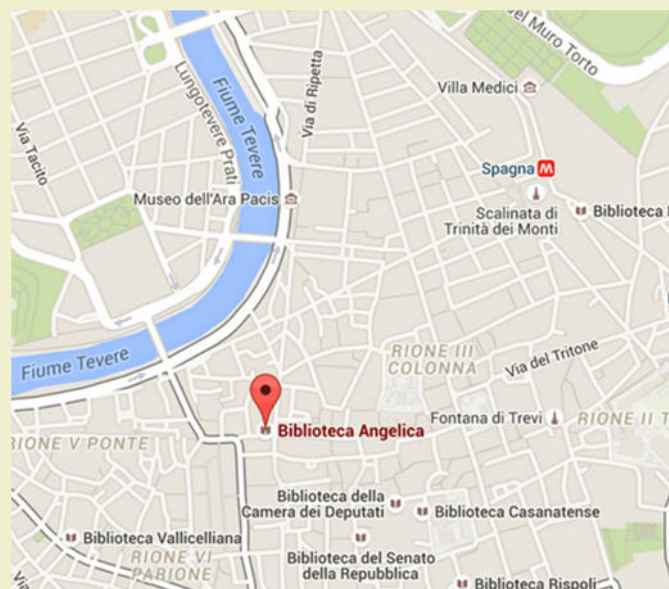 del Muro Torto
Villa Medici
Via di Ripetta
Fiume Tevere
Lungotevere Prati
Via Tacito
Spagna M
Museo dell'Ara Pacis
Scalinata di
Trinità dei Monti
Biblioteca
RIONE III
COLONNA
Via del Tritone
Fiume Tevere
Biblioteca Angelica
Fontana di Trevi
RIONE II T
RIONE V PONTE
Biblioteca della
Camera dei Deputati
Biblioteca Casanatense
Biblioteca Vallicelliana
RIONE VI
PARIONE
Biblioteca del Senato
della Repubblica
Biblioteca Rispoli
Via